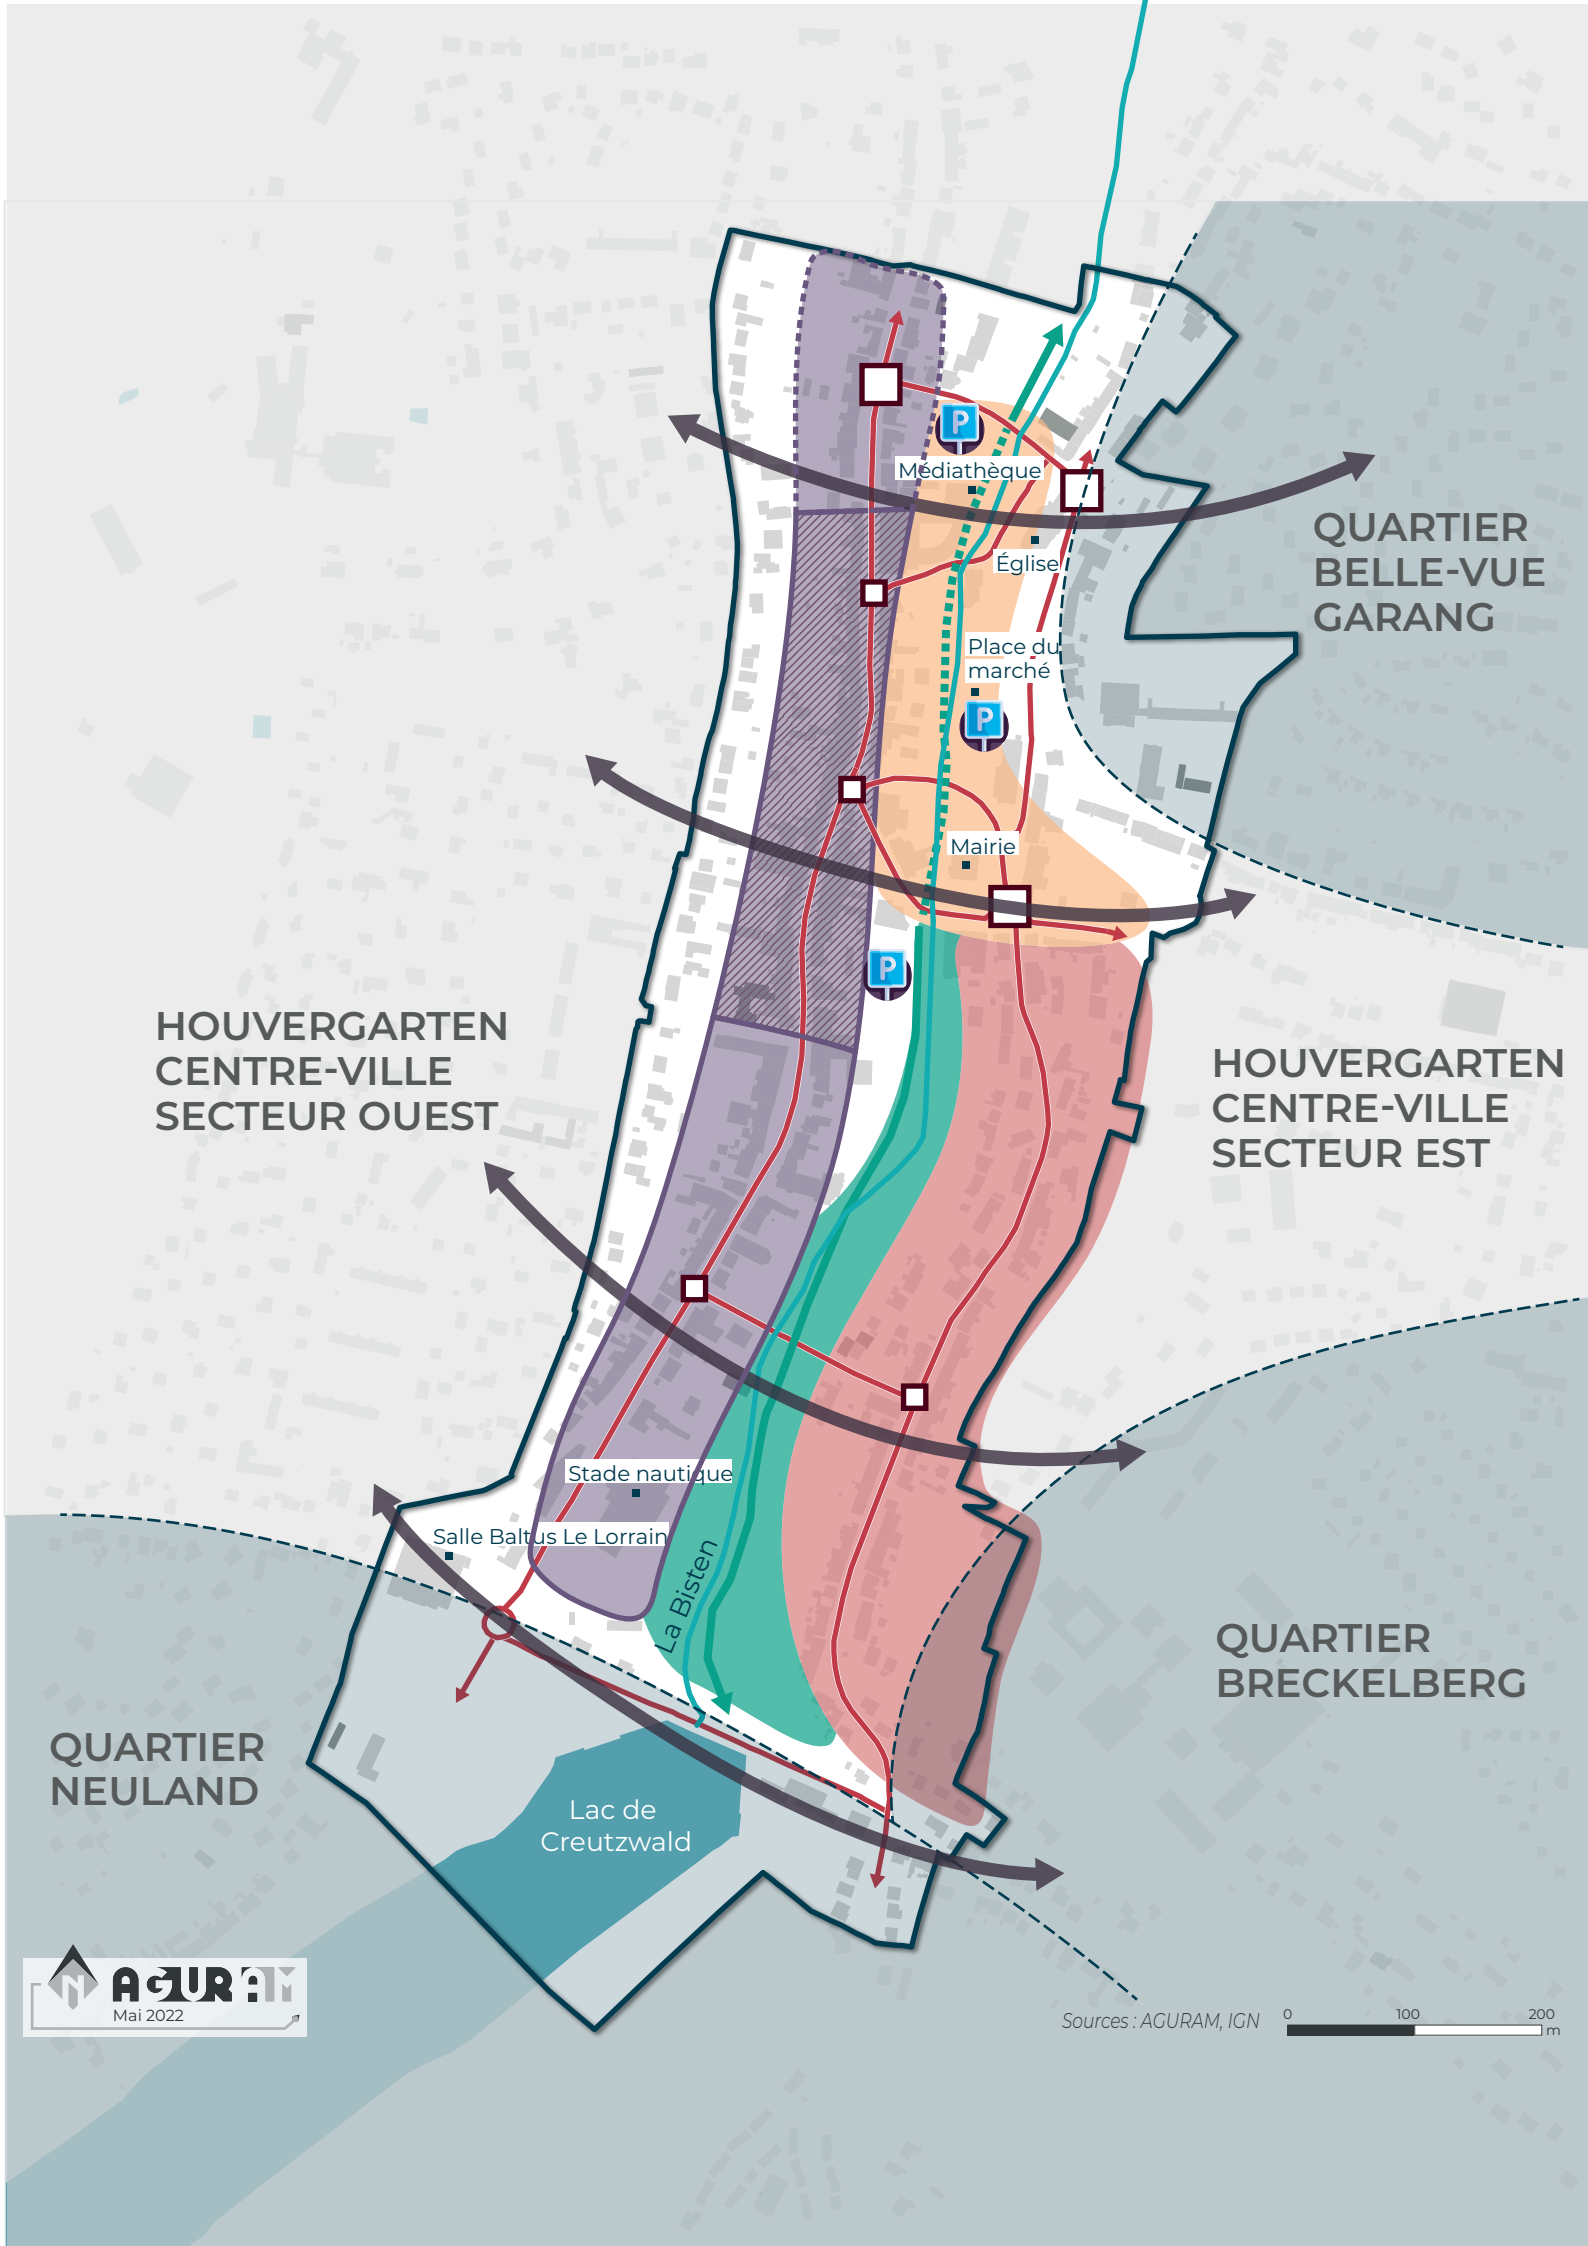 P
Médiathèque
QUARTIER
BELLE-VUE
GARANG
Église
Place du
marché
P
Mairie
P
HOUVERGARTEN
CENTRE-VILLE
SECTEUR OUEST
HOUVERGARTEN
CENTRE-VILLE
SECTEUR EST
Stade nautique
Salle Baltus Le Lorrain
La Bisten
QUARTIER
BRECKELBERG
QUARTIER
NEULAND
Lac de
Creutzwald
N
AGURAM
Mai 2022
Sources : AGURAM, IGN
0 100 200
m